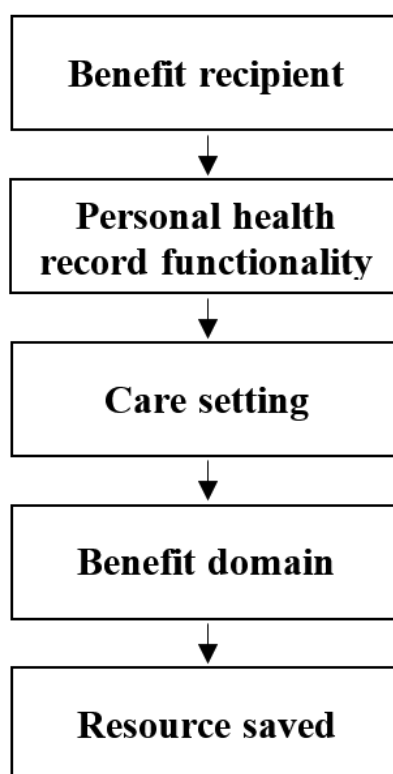 Benefit recipient
Personal health
record functionality
Care setting
Benefit domain
Resource saved